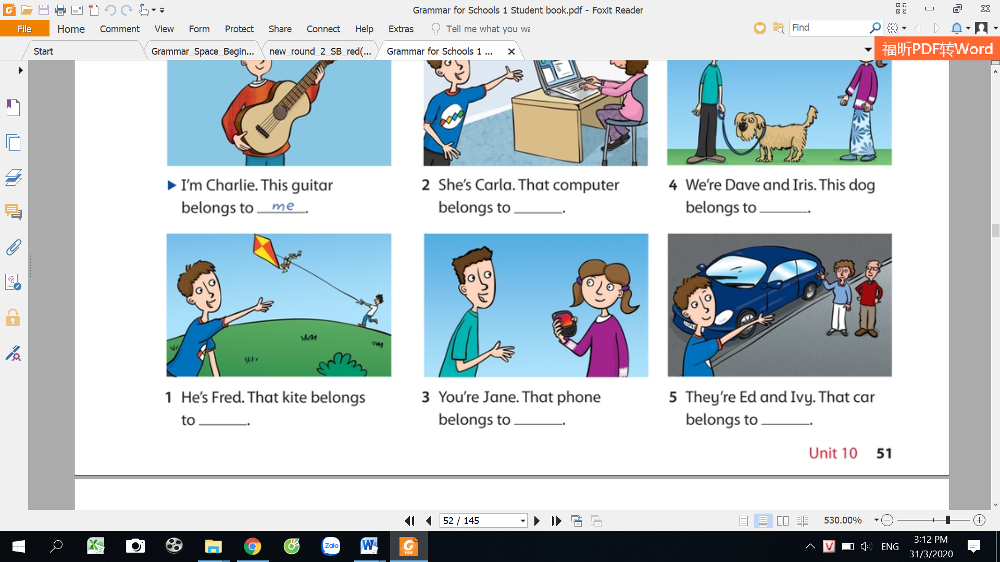 Grammar for Schools 1 Student book.pdf - Foxit Reader
File Home Comment View Form Protect Share Connect Help Extras Tell me what you wa
Find
Start Grammar_Space_Begin... new_round_2_SB_red(... Grammar for Schools 1 ...
福昕PDF转Word
I'm Charlie. This guitar
belongs to me.
2 She's Carla. That computer
belongs to ______.
4 We're Dave and Iris. This dog
belongs to ______.
1 He's Fred. That kite belongs
to ______.
3 You're Jane. That phone
belongs to ______.
5 They're Ed and Ivy. That car
belongs to ______.
Unit 10 51
52 / 145
530.00%
Zalo
PDF
ENG
3:12 PM
31/3/2020